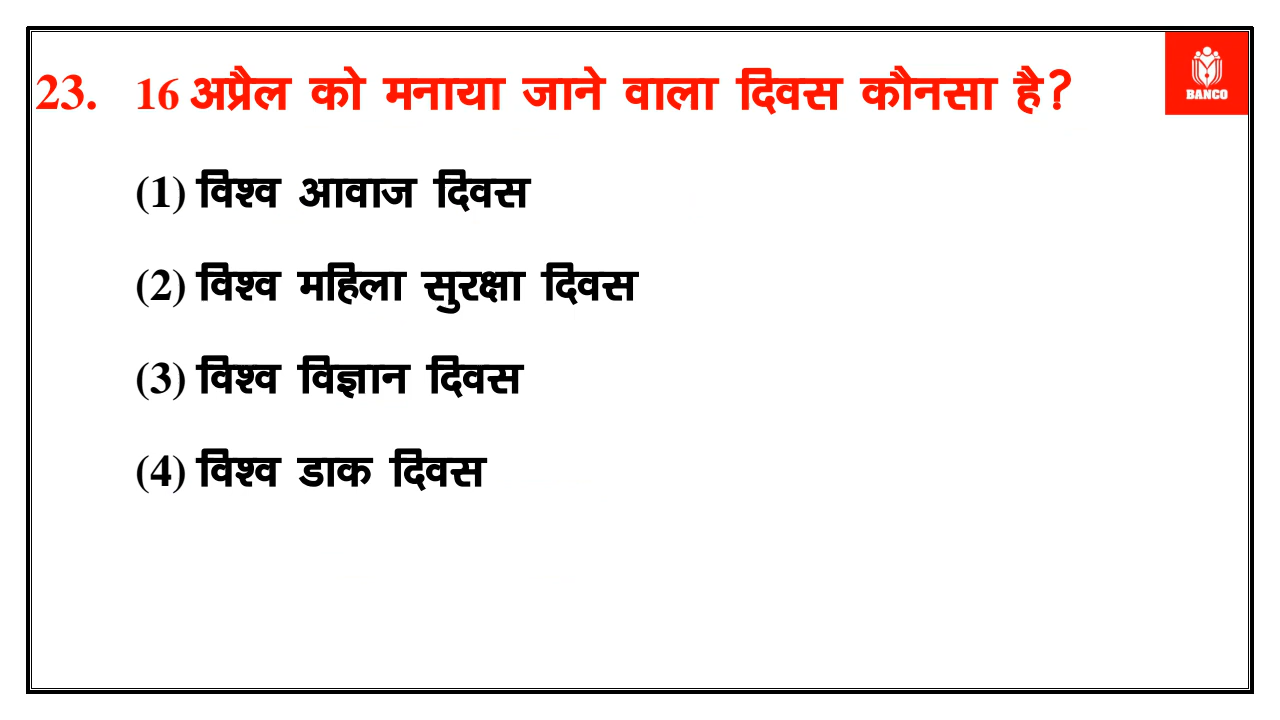 23. 16 अप्रैल को मनाया जाने वाला दिवस कौनसा है?
BANCO
(1) विश्व आवाज दिवस
(2) विश्व महिला सुरक्षा दिवस
(3) विश्व विज्ञान दिवस
(4) विश्व डाक दिवस